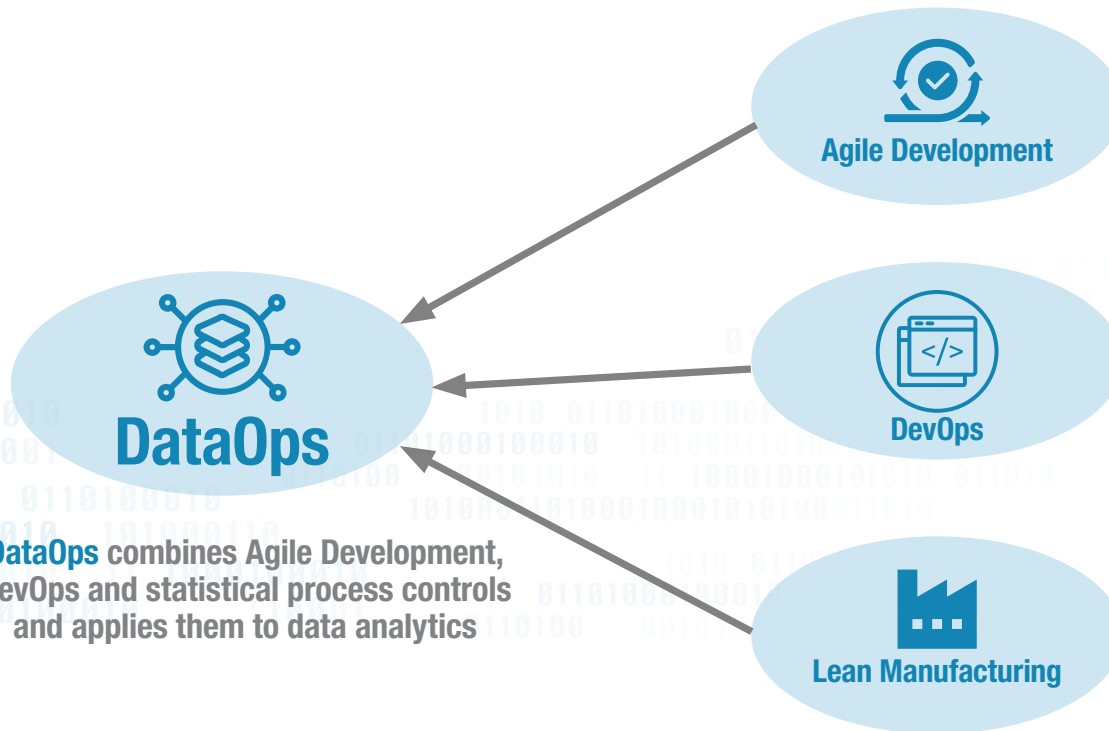 Agile Development
</>
DevOps
DataOps
DataOps combines Agile Development,
DevOps and statistical process controls
and applies them to data analytics
Lean Manufacturing